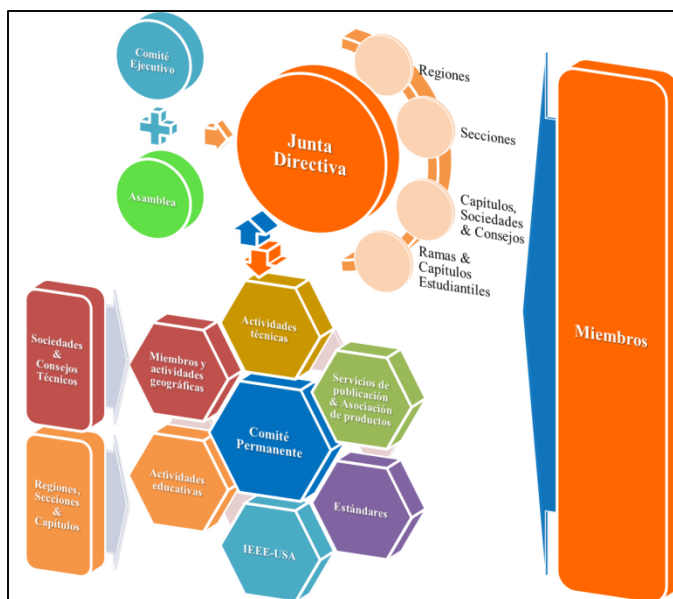 Comité
Ejecutivo
Asamblea
Junta
Directiva
Regiones
Secciones
Capítulos,
Sociedades
& Consejos
Ramas &
Capítulos
Estudiantiles
Miembros
Sociedades
&
Consejos
Técnicos
Regiones,
Secciones
&
Capítulos
Actividades
técnicas
Miembros y
actividades
geográficas
Servicios de
publicación
& Asociación
de productos
Comité
Permanente
Actividades
educativas
Estándares
IEEE-USA